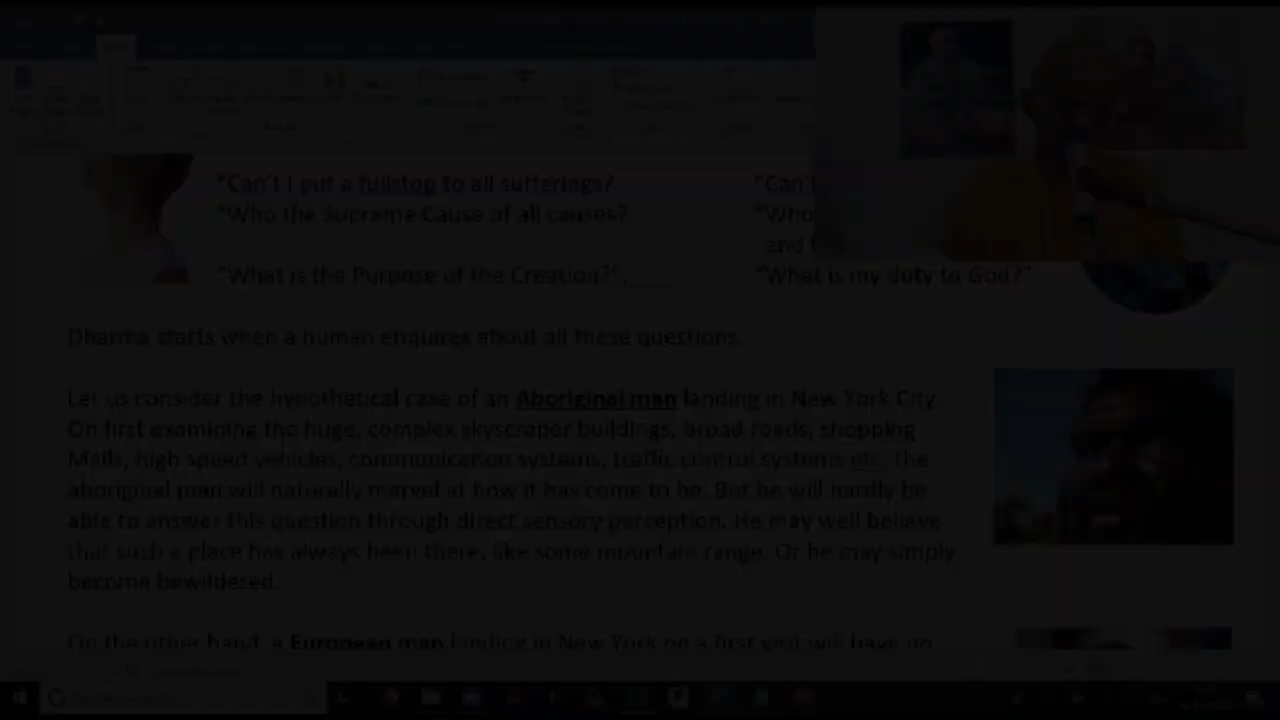 "Can't I put a fullstop to all sufferings?
"Can't
"Who the Supreme Cause of all causes?
"Who
and
"What is the Purpose of the Creation?",____
"What is my duty to God?"
Dharma starts when a human enquires about all these questions.
Let us consider the hypothetical case of an Aboriginal man landing in New York City.
On first examining the huge, complex skyscraper buildings, broad roads, shopping
Malls, high speed vehicles, communication systems, traffic control systems etc, the
aboriginal man will naturally marvel at how it has come to be. But he will hardly be
able to answer this question through direct sensory perception. He may well believe
that such a place has always been there, like some mountain range. Or he may simply
become bewildered.
On the other hand, a European man landing in New York on a first visit will have no